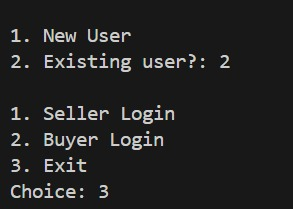 1. New User
2. Existing user?: 2
1. Seller Login
2. Buyer Login
3. Exit
Choice: 3